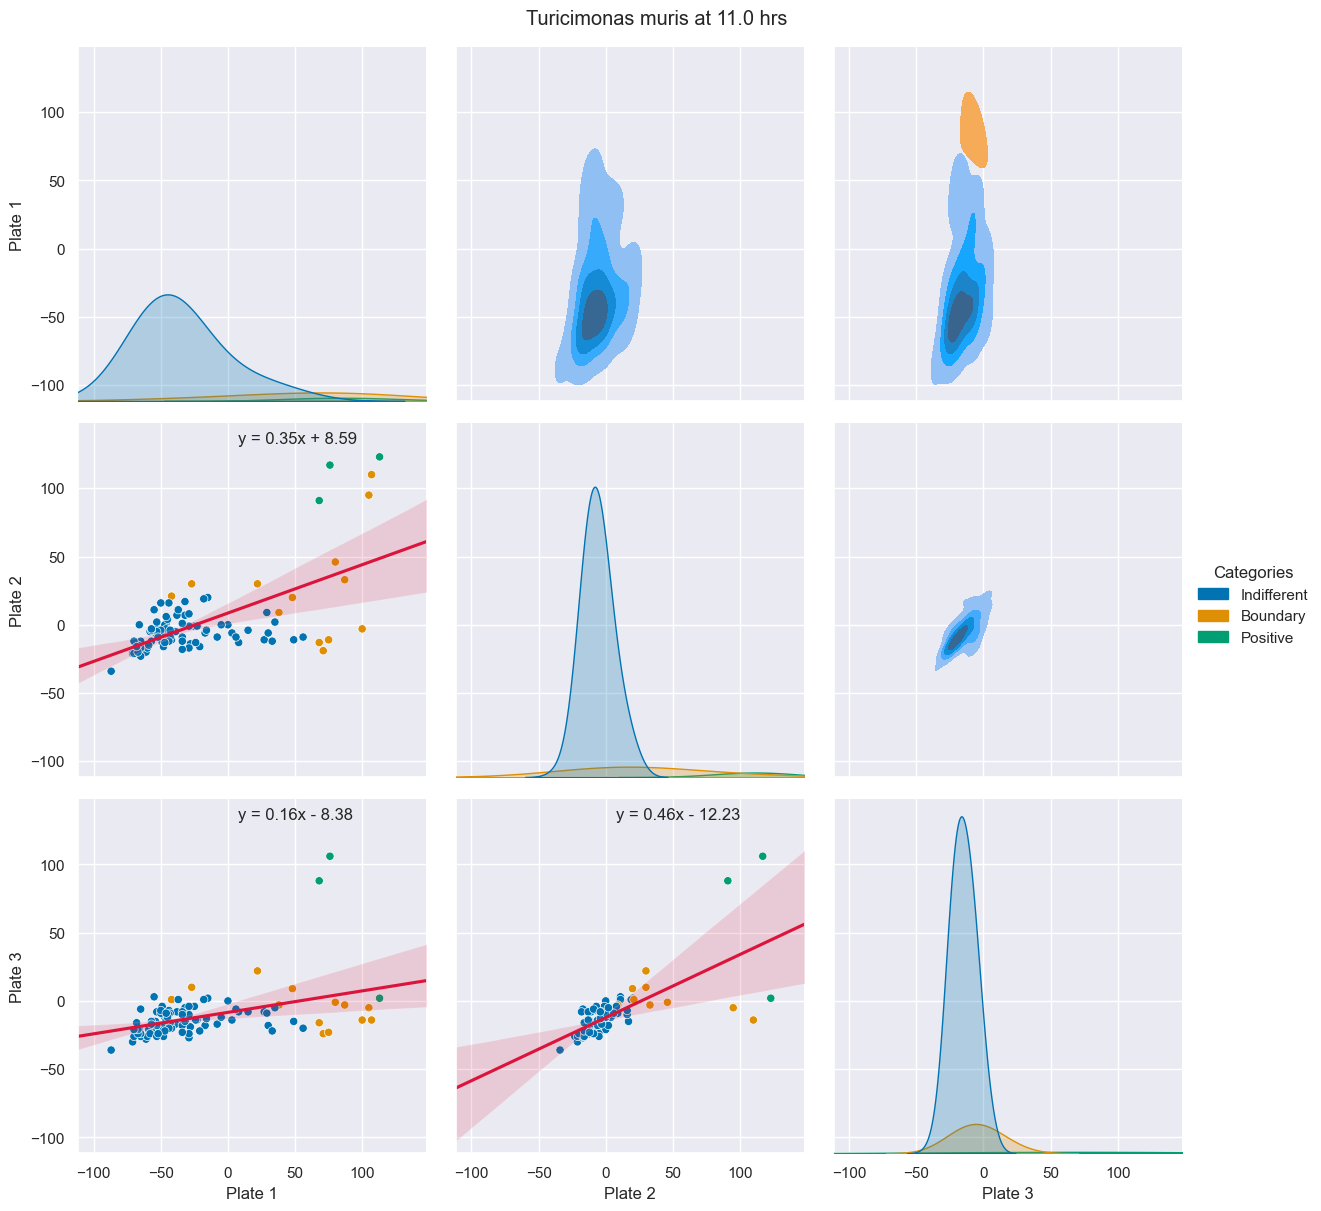 Turicimonas muris at 11.0 hrs
100
50
0
−50
−100
Plate 1
y = 0.35x + 8.59
100
50
0
−50
−100
Plate 2
Categories
Indifferent
Boundary
Positive
y = 0.16x - 8.38
y = 0.46x - 12.23
100
50
0
−50
−100
Plate 3
−100 −50 0 50 100 −100 −50 0 50 100 −100 −50 0 50 100
Plate 1 Plate 2 Plate 3